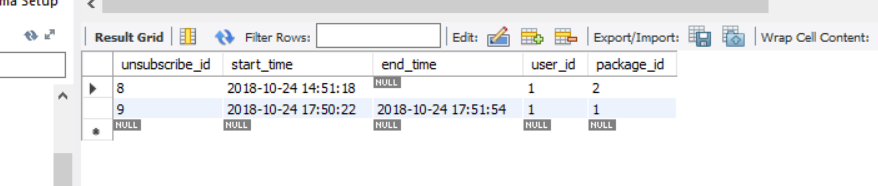 Setup
Result Grid Filter Rows: Edit: Export/Import: Wrap Cell Content:
unsubscribe_id start_time end_time user_id package_id
8 2018-10-24 14:51:18 NULL 1 2
9 2018-10-24 17:50:22 2018-10-24 17:51:54 1 1
NULL NULL NULL NULL NULL